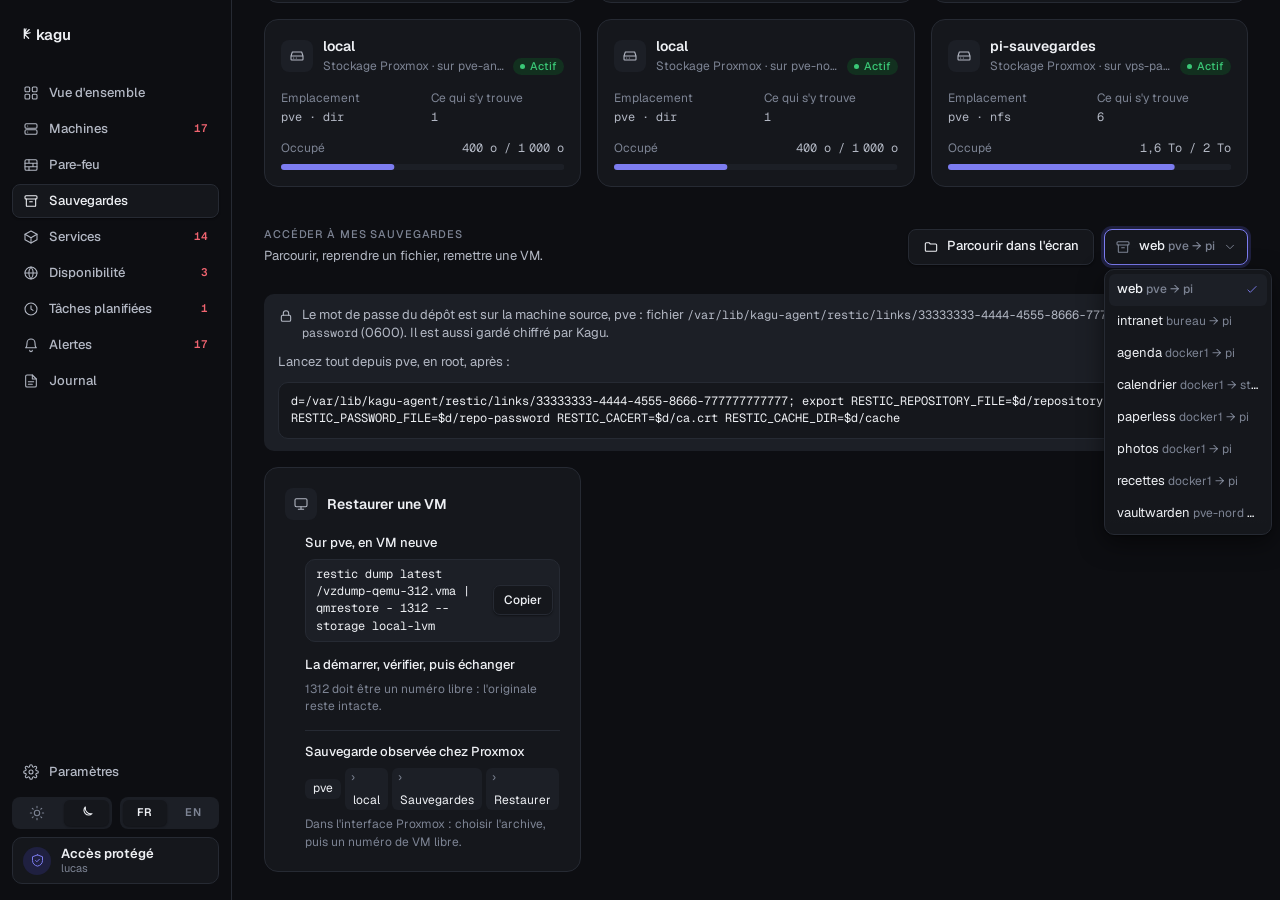 kagu
Vue d'ensemble
Machines 17
Pare-feu
Sauvegardes
Services 14
Disponibilité 3
Tâches planifiées 1
Alertes 17
Journal
Paramètres
FR EN
Accès protégé
lucas
local
Stockage Proxmox · sur pve-an... Actif
Emplacement Ce qui s'y trouve
pve · dir 1
Occupé 400 o / 1 000 o
local
Stockage Proxmox · sur pve-no... Actif
Emplacement Ce qui s'y trouve
pve · dir 1
Occupé 400 o / 1 000 o
pi-sauvegardes
Stockage Proxmox · sur vps-pa... Actif
Emplacement Ce qui s'y trouve
pve · nfs 6
Occupé 1,6 To / 2 To
ACCÉDER À MES SAUVEGARDES
Parcourir, reprendre un fichier, remettre une VM.
Parcourir dans l'écran
web pve → pi
web pve → pi
intranet bureau → pi
agenda docker1 → pi
calendrier docker1 → st...
paperless docker1 → pi
photos docker1 → pi
recettes docker1 → pi
vaultwarden pve-nord ...
Le mot de passe du dépôt est sur la machine source, pve : fichier /var/lib/kagu-agent/restic/links/33333333-4444-4555-8666-777
password (0600). Il est aussi gardé chiffré par Kagu.
Lancez tout depuis pve, en root, après :
d=/var/lib/kagu-agent/restic/links/33333333-4444-4555-8666-777777777777; export RESTIC_REPOSITORY_FILE=$d/repository
RESTIC_PASSWORD_FILE=$d/repo-password RESTIC_CACERT=$d/ca.crt RESTIC_CACHE_DIR=$d/cache
Restaurer une VM
Sur pve, en VM neuve
restic dump latest
/vzdump-qemu-312.vma |
qmrestore - 1312 --
storage local-lvm
Copier
La démarrer, vérifier, puis échanger
1312 doit être un numéro libre : l'originale
reste intacte.
Sauvegarde observée chez Proxmox
pve › local › Sauvegardes › Restaurer
Dans l'interface Proxmox : choisir l'archive,
puis un numéro de VM libre.